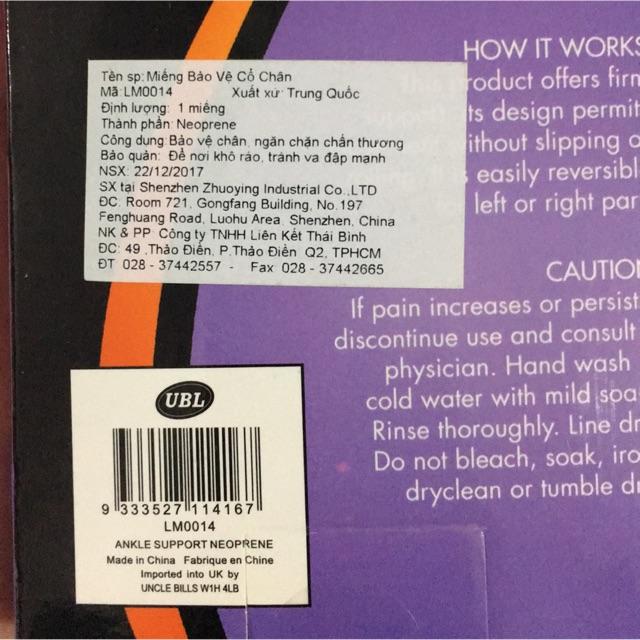 Tên sp: Miếng Bảo Vệ Cổ Chân
Mã: LM0014 Xuất xứ: Trung Quốc
Định lượng: 1 miếng
Thành phần: Neoprene
Công dụng: Bảo vệ chân, ngăn chặn chấn thương
Bảo quản: Để nơi khô ráo, tránh va đập mạnh
NSX: 22/12/2017
SX tại Shenzhen Zhuoying Industrial Co.,LTD
ĐC: Room 721, Gongfang Building, No.197
Fenghuang Road, Luohu Area, Shenzhen, China
NK & PP: Công ty TNHH Liên Kết Thái Bình
ĐC: 49 ,Thảo Điền, P.Thảo Điền Q2, TPHCM
ĐT: 028 - 37442557 - Fax: 028 - 37442665
HOW IT WORKS
product offers firm
its design permit
ithout slipping o
easily reversible
left or right par
CAUTION
If pain increases or persist
discontinue use and consult
physician. Hand wash
cold water with mild soa
Rinse thoroughly. Line dr
Do not bleach, soak, iro
dryclean or tumble dr
UBL
9 333527 114167
LM0014
ANKLE SUPPORT NEOPRENE
Made in China Fabrique en Chine
Imported into UK by
UNCLE BILLS W1H 4LB